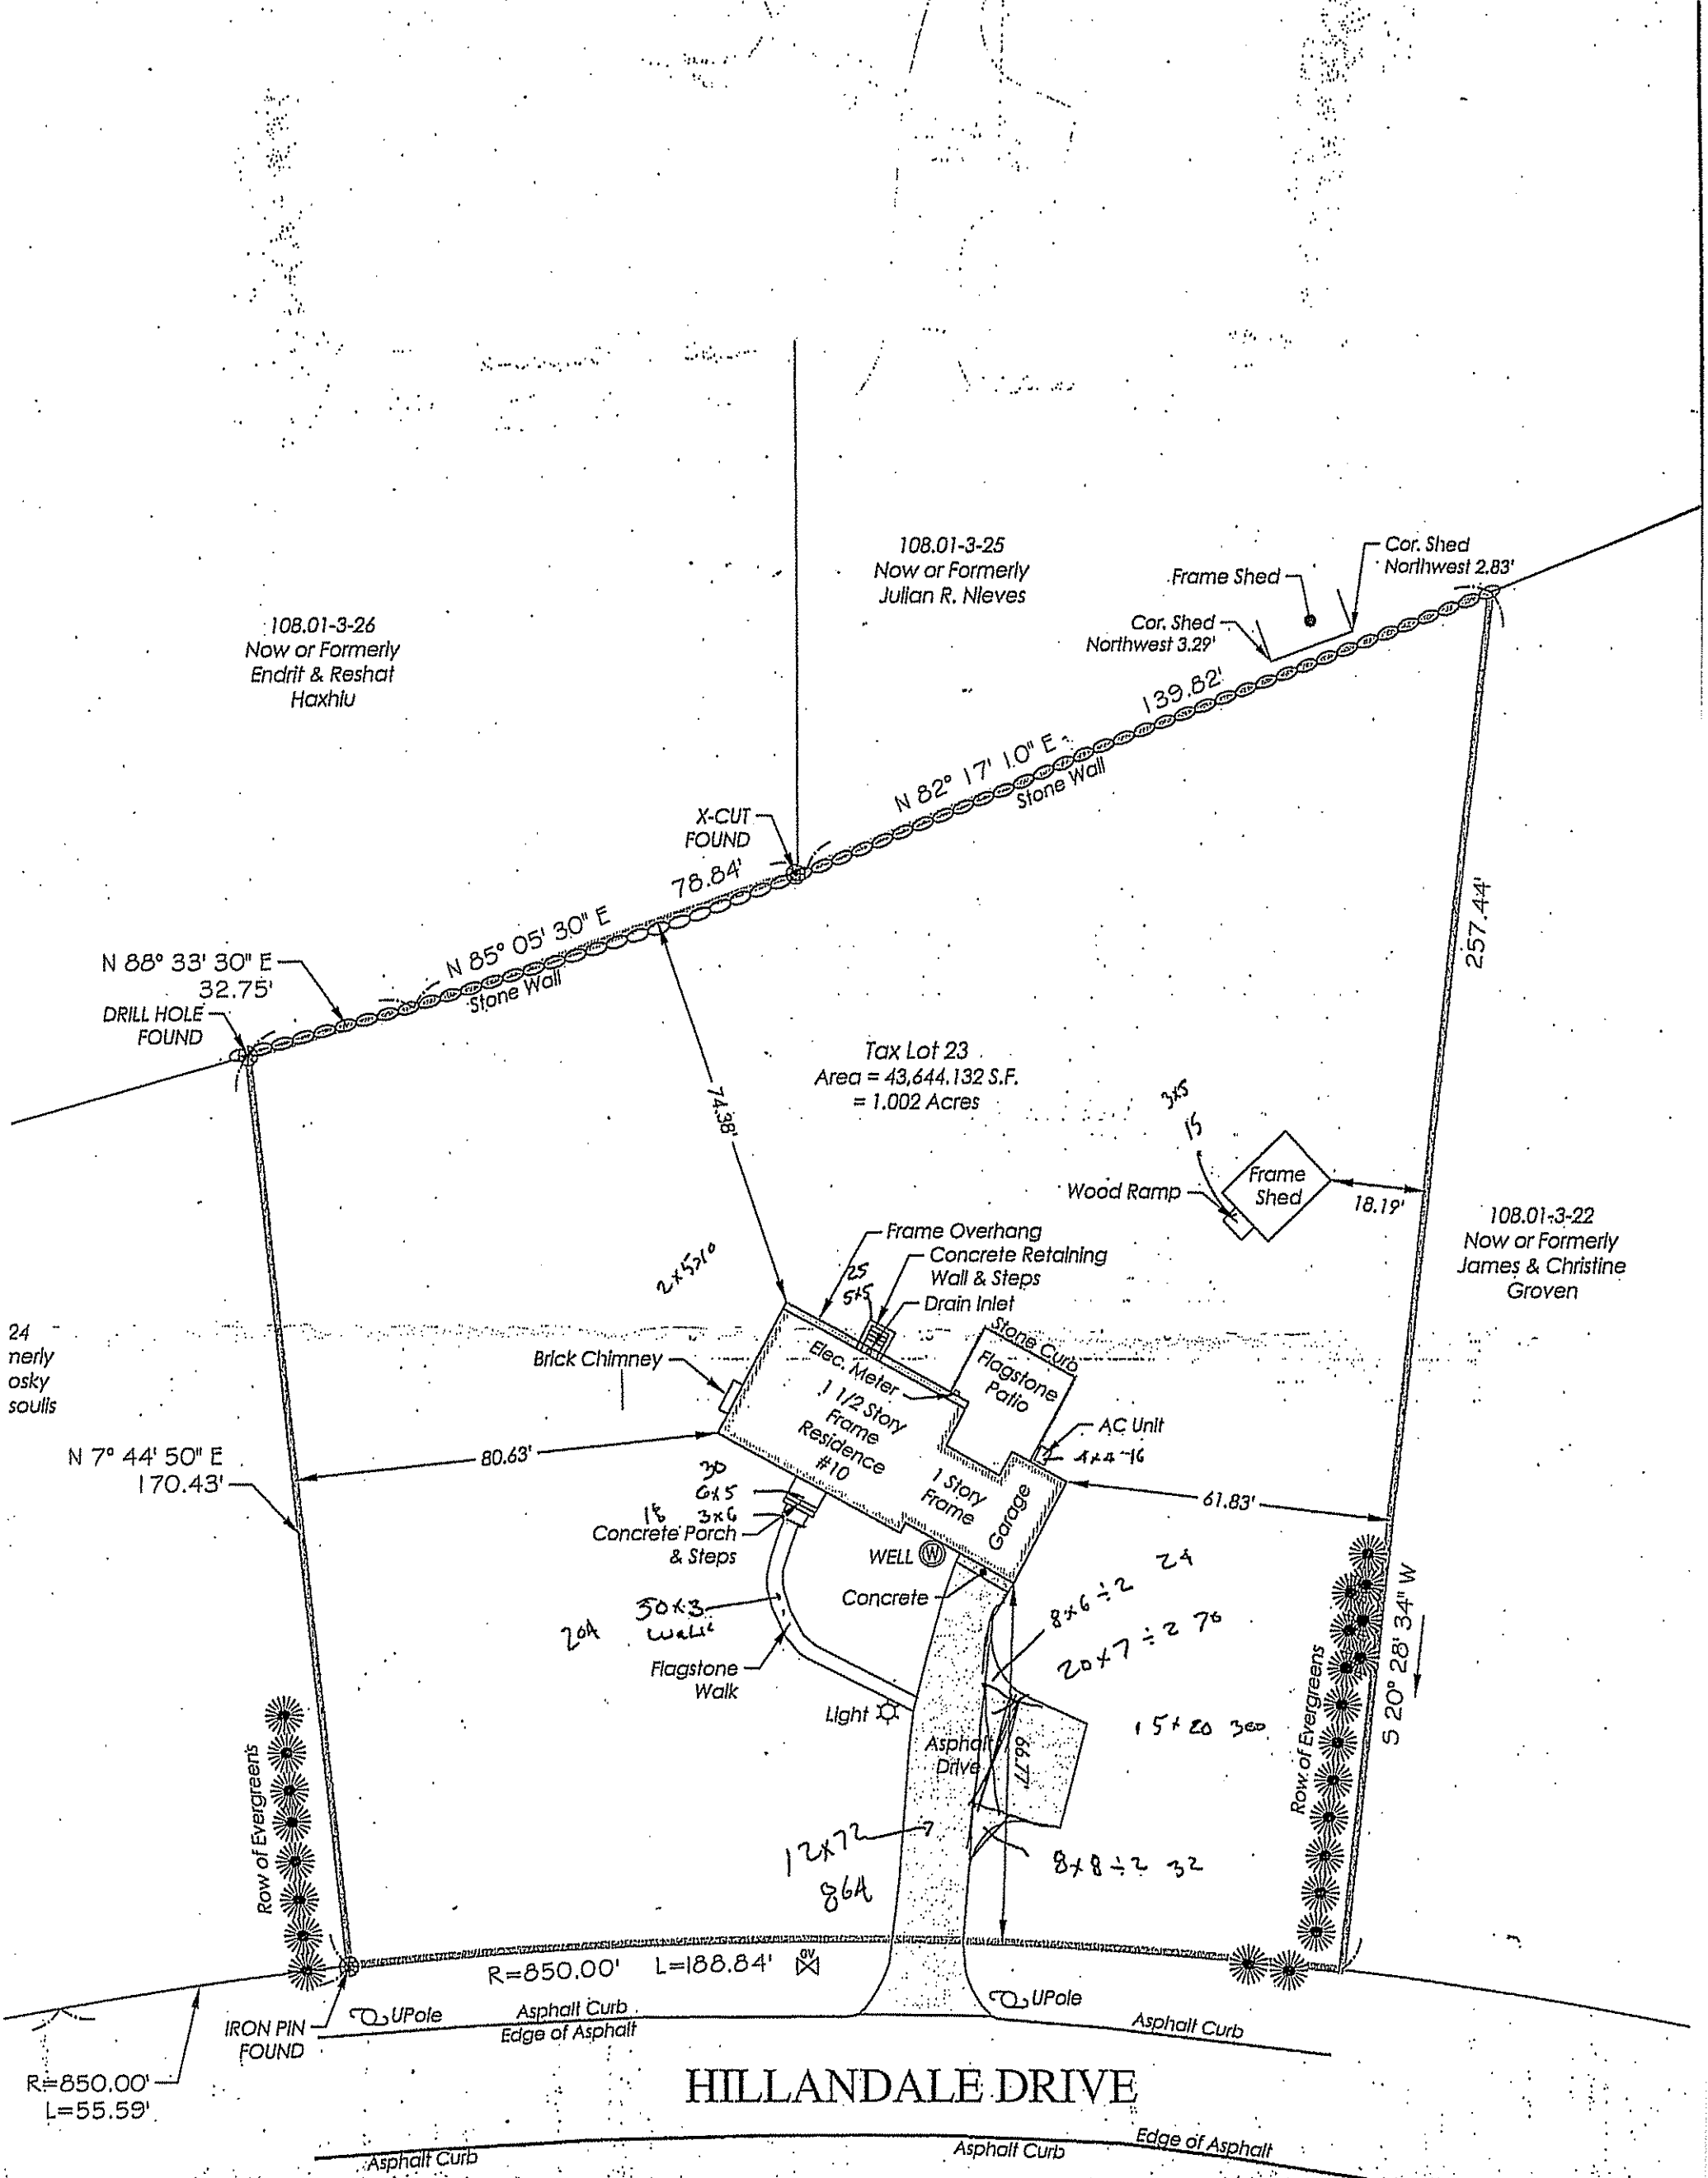 108.01-3-25
Now or Formerly
Julian R. Nieves
Cor. Shed
Northwest 2.83'
Frame Shed
Cor. Shed
Northwest 3.29'
108.01-3-26
Now or Formerly
Endrit & Reshat
Haxhiu
139.82'
N 82° 17' 10" E
Stone Wall
X-CUT
FOUND
78.84'
N 85° 05' 30" E
Stone Wall
N 88° 33' 30" E
32.75'
DRILL HOLE
FOUND
257.44'
Tax Lot 23
Area = 43,644.132 S.F.
= 1.002 Acres
74.38'
3x5
15
Wood Ramp
Frame
Shed
18.19'
108.01-3-22
Now or Formerly
James & Christine
Groven
Frame Overhang
Concrete Retaining
Wall & Steps
Drain Inlet
25
5x5
2x5=10
24
nerly
osky
soulis
Stone Curb
Flagstone
Patio
Brick Chimney
Elec. Meter
1 1/2 Story
Frame
Residence
#10
AC Unit
4x4-16
1 Story
Frame
Garage
N 7° 44' 50" E
170.43'
80.63'
61.83'
30
6x5
18 3x6
Concrete Porch
& Steps
WELL
W
Concrete
50x3
walk
204
Flagstone
Walk
Light
8x6÷2 24
20x7÷2 70
15x20 300
Asphalt
Drive
66.77'
12x72
864
8x8÷2 32
Row of Evergreens
Row of Evergreens
S 20° 28' 34" W
R=850.00' L=188.84'
OV
UPole
UPole
Asphalt Curb
Edge of Asphalt
Asphalt Curb
IRON PIN
FOUND
R=850.00'
L=55.59'
HILLANDALE DRIVE
Asphalt Curb
Asphalt Curb
Edge of Asphalt